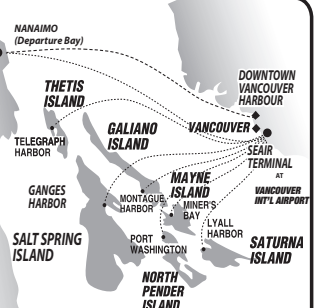 NANAIMO
(Departure Bay)
DOWNTOWN
VANCOUVER
HARBOUR
THETIS
ISLAND
GALIANO
ISLAND
VANCOUVER
TELEGRAPH
HARBOR
SEAIR
TERMINAL
AT
VANCOUVER
INT'L AIRPORT
GANGES
HARBOR
MAYNE
ISLAND
MONTAGUE
HARBOR
MINER'S
BAY
LYALL
HARBOR
SALT SPRING
ISLAND
PORT
WASHINGTON
SATURNA
ISLAND
NORTH
PENDER
ISLAND